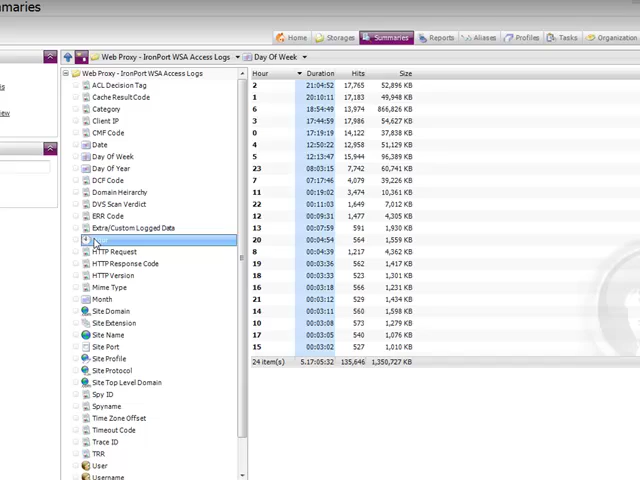 mmaries
Home Storages Summaries Reports Aliases Profiles Tasks Organization
Web Proxy - IronPort WSA Access Logs Day Of Week
Web Proxy - IronPort WSA Access Logs
ACL Decision Tag
Cache Result Code
Category
Client IP
CMF Code
Date
Day Of Week
Day Of Year
DCF Code
Domain Heirarchy
DVS Scan Verdict
ERR Code
Extra/Custom Logged Data
HTTP Request
HTTP Response Code
HTTP Version
Mime Type
Month
Site Domain
Site Extension
Site Name
Site Port
Site Profile
Site Protocol
Site Top Level Domain
Spy ID
Spyname
Time Zone Offset
Timeout Code
Trace ID
TRR
User
Username
Hour Duration Hits Size
2 21:04:52 17,765 52,896 KB
1 20:10:11 17,183 49,948 KB
6 18:54:49 13,974 866,826 KB
3 17:44:59 17,986 54,627 KB
0 17:19:19 14,122 37,838 KB
4 12:50:22 12,958 51,129 KB
5 12:13:47 15,944 96,389 KB
23 08:03:15 7,742 60,741 KB
7 07:17:46 4,079 39,226 KB
11 00:19:02 3,474 10,361 KB
22 00:11:03 1,649 7,012 KB
12 00:09:31 1,477 4,305 KB
13 00:07:59 591 1,930 KB
20 00:04:54 564 1,559 KB
8 00:04:39 1,217 4,362 KB
19 00:03:36 562 1,417 KB
18 00:03:33 523 1,301 KB
16 00:03:18 566 1,231 KB
21 00:03:12 529 1,434 KB
14 00:03:11 560 1,598 KB
10 00:03:08 573 1,279 KB
17 00:03:05 540 1,076 KB
15 00:03:02 527 1,010 KB
24 item(s) 5.17:05:32 135,646 1,350,727 KB